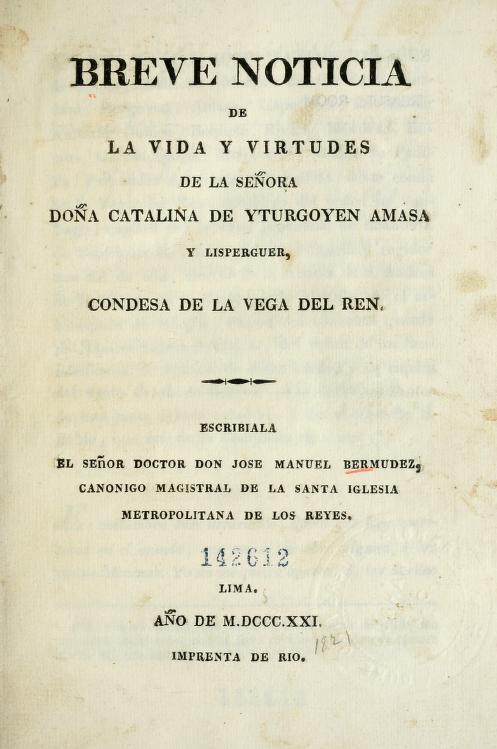 BREVE NOTICIA
DE
LA VIDA Y VIRTUDES
DE LA SEÑORA
DOÑA CATALINA DE YTURGOYEN AMASA
Y LISPERGUER,
CONDESA DE LA VEGA DEL REN.
ESCRIBIALA
EL SEÑOR DOCTOR DON JOSE MANUEL BERMUDEZ,
CANONIGO MAGISTRAL DE LA SANTA IGLESIA
METROPOLITANA DE LOS REYES.
142612
LIMA.
AÑO DE M.DCCC.XXI.
1821
IMPRENTA DE RIO.